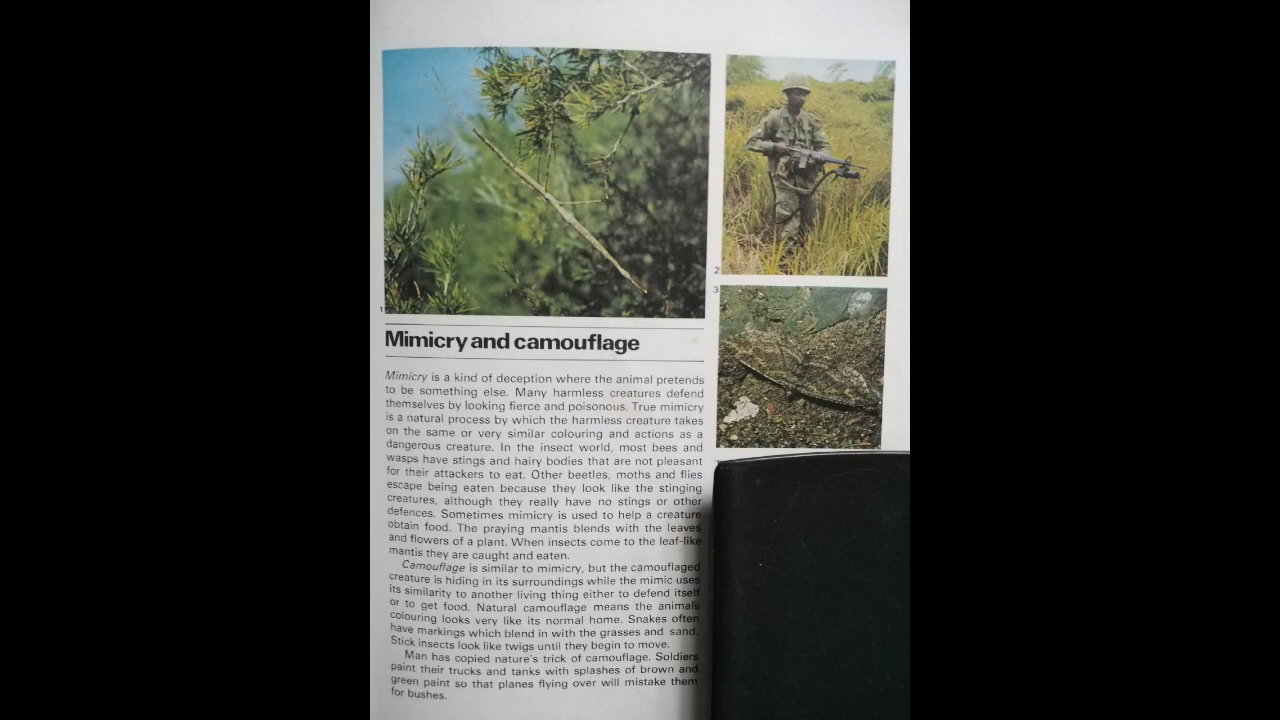 1
2
3
Mimicry and camouflage
Mimicry is a kind of deception where the animal pretends
to be something else. Many harmless creatures defend
themselves by looking fierce and poisonous. True mimicry
is a natural process by which the harmless creature takes
on the same or very similar colouring and actions as a
dangerous creature. In the insect world, most bees and
wasps have stings and hairy bodies that are not pleasant
for their attackers to eat. Other beetles, moths and flies
escape being eaten because they look like the stinging
creatures, although they really have no stings or other
defences. Sometimes mimicry is used to help a creature
obtain food. The praying mantis blends with the leaves
and flowers of a plant. When insects come to the leaf-like
mantis they are caught and eaten.
Camouflage is similar to mimicry, but the camouflaged
creature is hiding in its surroundings while the mimic uses
its similarity to another living thing either to defend itself
or to get food. Natural camouflage means the animals
colouring looks very like its normal home. Snakes often
have markings which blend in with the grasses and sand.
Stick insects look like twigs until they begin to move.
Man has copied nature's trick of camouflage. Soldiers
paint their trucks and tanks with splashes of brown and
green paint so that planes flying over will mistake them
for bushes.